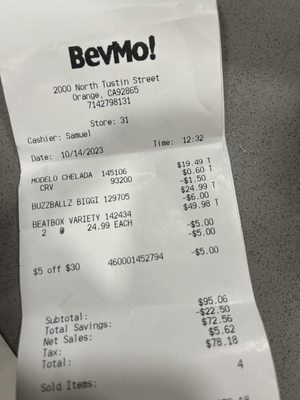 BevMo!
2000 North Tustin Street
Orange, CA92865
7142798131
Store: 31
Cashier: Samuel
Date: 10/14/2023 Time: 12:32
MODELO CHELADA 145106 $19.49 T
CRV 93200 $0.60 T
-$1.50
BUZZBALLZ BIGGI 129705 $24.99 T
-$6.00
BEATBOX VARIETY 142434 $49.98 T
2 @ 24.99 EACH
-$5.00
-$5.00
$5 off $30 460001452794 -$5.00
Subtotal: $95.06
Total Savings: -$22.50
Net Sales: $72.56
Tax: $5.62
Total: $78.18
Sold Items: 4